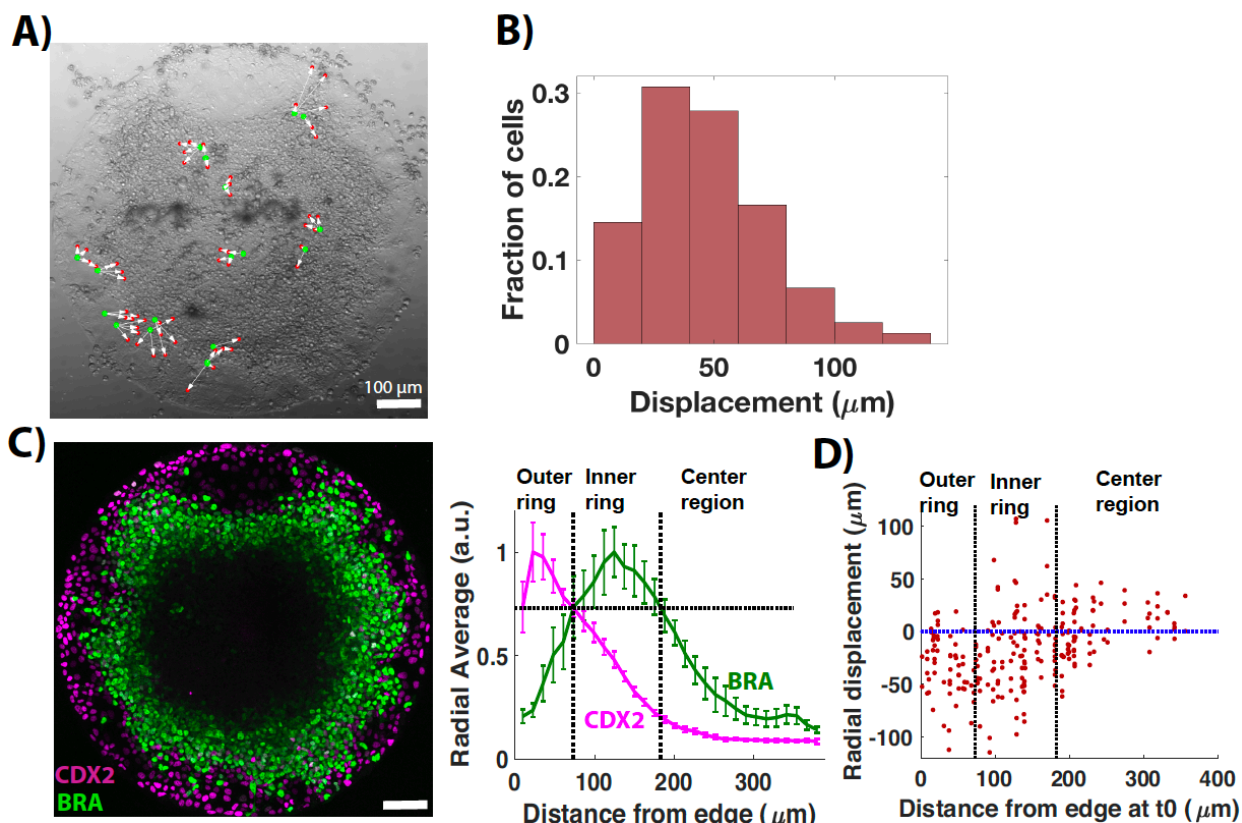 A)
100 μm
B)
Fraction of cells
0.3
0.2
0.1
0
0
50
100
Displacement (μm)
C)
CDX2
BRA
Outer
ring
Inner
ring
Center
region
Radial Average (a.u.)
1
0.5
0
BRA
CDX2
0
100
200
300
Distance from edge (μm)
D)
Outer
ring
Inner
ring
Center
region
Radial displacement (μm)
100
50
0
-50
-100
0
100
200
300
400
Distance from edge at t0 (μm)